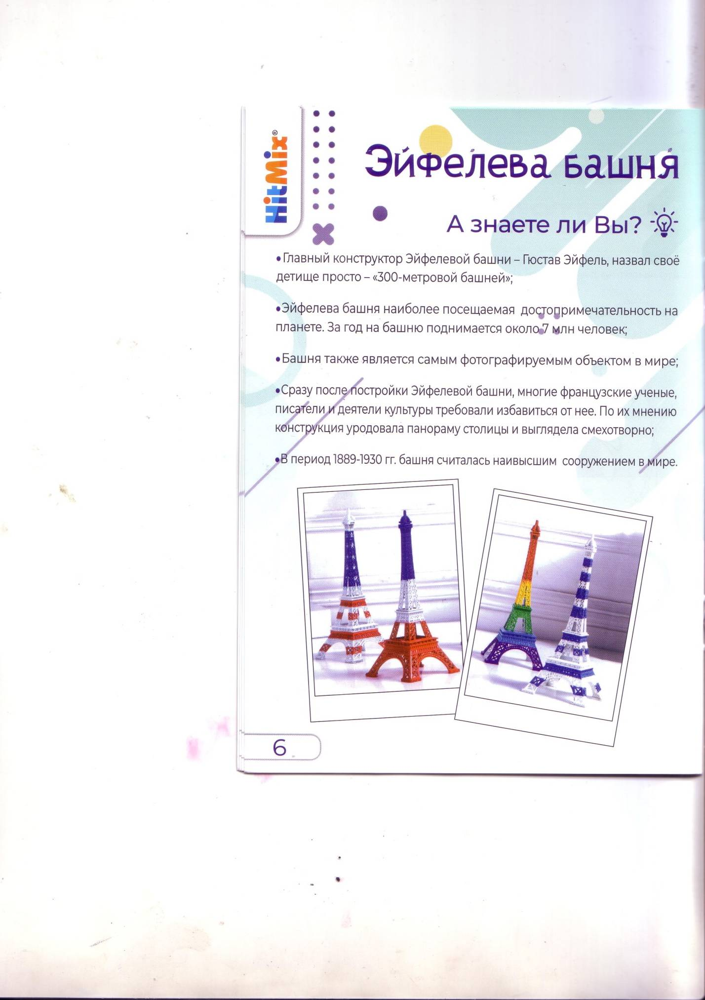 HitMix®
Эйфелева башня
А знаете ли Вы?
•Главный конструктор Эйфелевой башни – Гюстав Эйфель, назвал своё
детище просто – «300-метровой башней»;
•Эйфелева башня наиболее посещаемая достопримечательность на
планете. За год на башню поднимается около 7 млн человек;
•Башня также является самым фотографируемым объектом в мире;
•Сразу после постройки Эйфелевой башни, многие французские ученые,
писатели и деятели культуры требовали избавиться от нее. По их мнению
конструкция уродовала панораму столицы и выглядела смехотворно;
•В период 1889-1930 гг. башня считалась наивысшим сооружением в мире.
6